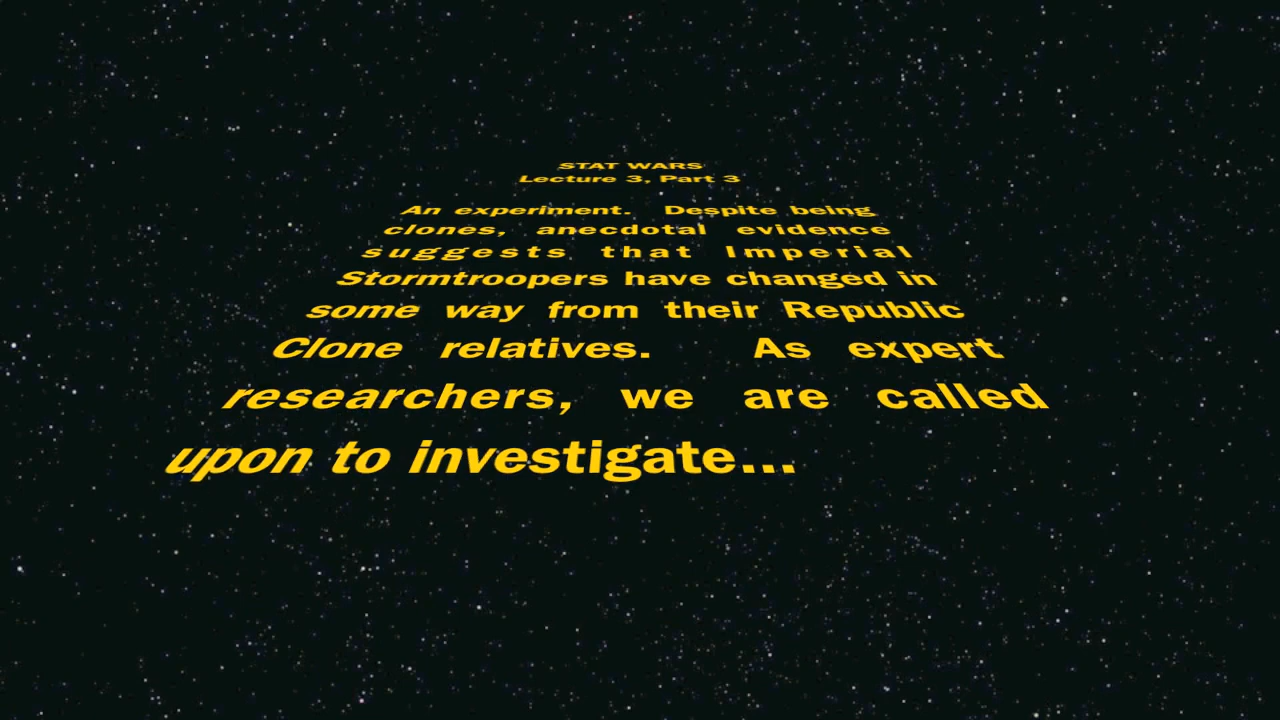 STAT WARS
Lecture 3, Part 3
An experiment. Despite being
clones, anecdotal evidence
suggests that Imperial
Stormtroopers have changed in
some way from their Republic
Clone relatives. As expert
researchers, we are called
upon to investigate...